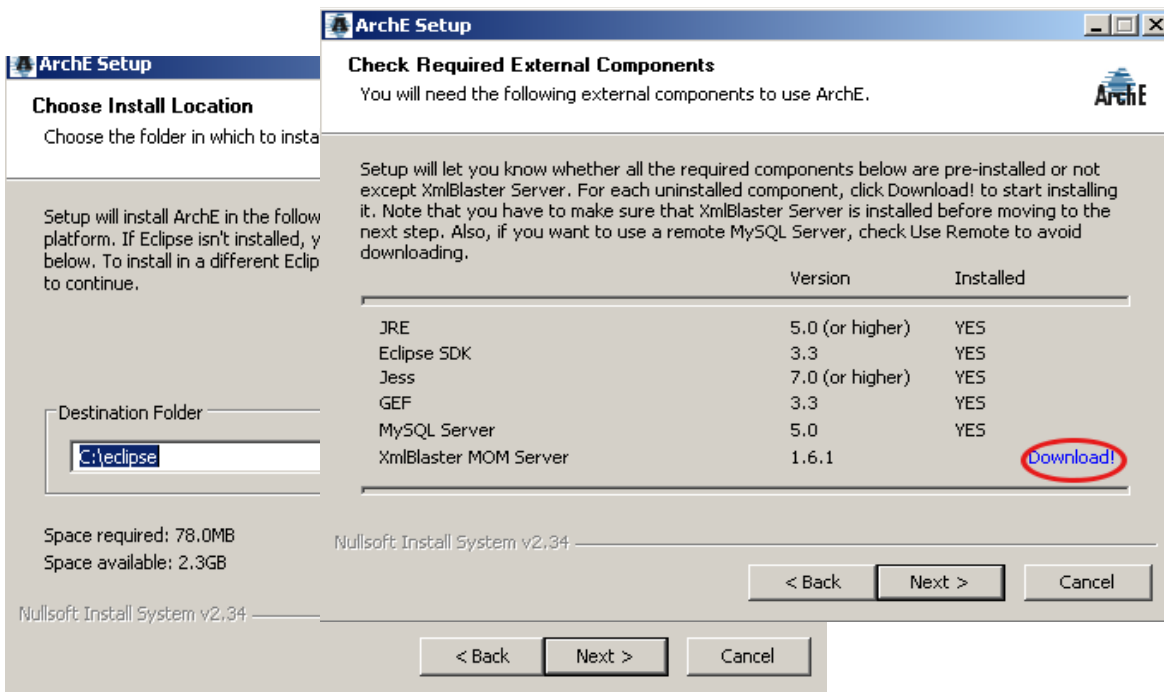 ArchE Setup
Choose Install Location
Choose the folder in which to insta
Setup will install ArchE in the follow
platform. If Eclipse isn't installed, y
below. To install in a different Eclip
to continue.
Destination Folder
C:\eclipse
Space required: 78.0MB
Space available: 2.3GB
Nullsoft Install System v2.34
< Back Next > Cancel
ArchE Setup
Check Required External Components
You will need the following external components to use ArchE.
ArchE
Setup will let you know whether all the required components below are pre-installed or not
except XmlBlaster Server. For each uninstalled component, click Download! to start installing
it. Note that you have to make sure that XmlBlaster Server is installed before moving to the
next step. Also, if you want to use a remote MySQL Server, check Use Remote to avoid
downloading.
Version Installed
JRE 5.0 (or higher) YES
Eclipse SDK 3.3 YES
Jess 7.0 (or higher) YES
GEF 3.3 YES
MySQL Server 5.0 YES
XmlBlaster MOM Server 1.6.1 Download!
Nullsoft Install System v2.34
< Back Next > Cancel